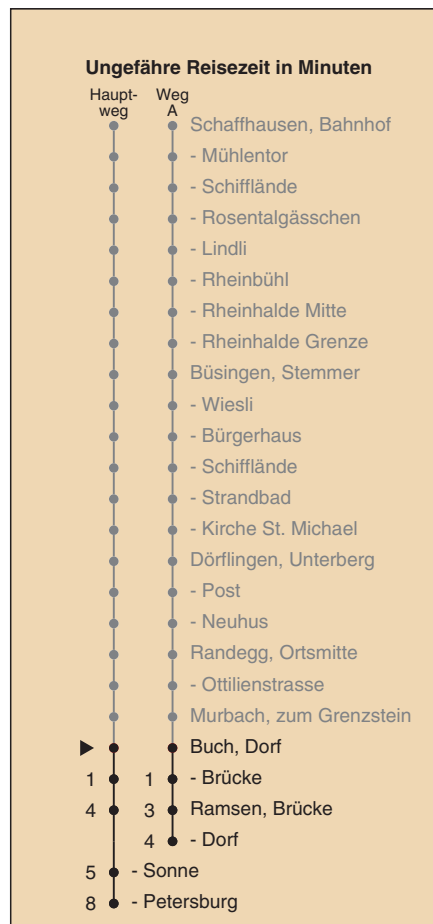 Ungefähre Reisezeit in Minuten
Haupt- Weg
weg A
Schaffhausen, Bahnhof
- Mühlentor
- Schifflände
- Rosentalgässchen
- Lindli
- Rheinbühl
- Rheinhalde Mitte
- Rheinhalde Grenze
Büsingen, Stemmer
- Wiesli
- Bürgerhaus
- Schifflände
- Strandbad
- Kirche St. Michael
Dörflingen, Unterberg
- Post
- Neuhus
Randegg, Ortsmitte
- Ottilienstrasse
Murbach, zum Grenzstein
Buch, Dorf
1 1 - Brücke
4 3 Ramsen, Brücke
4 - Dorf
5 - Sonne
8 - Petersburg